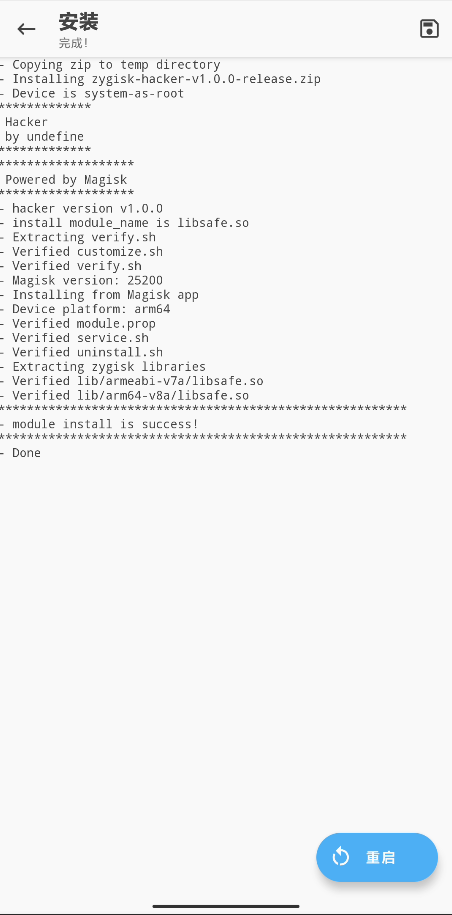 安装
完成!
- Copying zip to temp directory
- Installing zygisk-hacker-v1.0.0-release.zip
- Device is system-as-root
*************
Hacker
by undefine
*************
*******************
Powered by Magisk
*******************
- hacker version v1.0.0
- install module_name is libsafe.so
- Extracting verify.sh
- Verified customize.sh
- Verified verify.sh
- Magisk version: 25200
- Installing from Magisk app
- Device platform: arm64
- Verified module.prop
- Verified service.sh
- Verified uninstall.sh
- Extracting zygisk libraries
- Verified lib/armeabi-v7a/libsafe.so
- Verified lib/arm64-v8a/libsafe.so
*********************************************************
- module install is success!
*********************************************************
- Done
重启